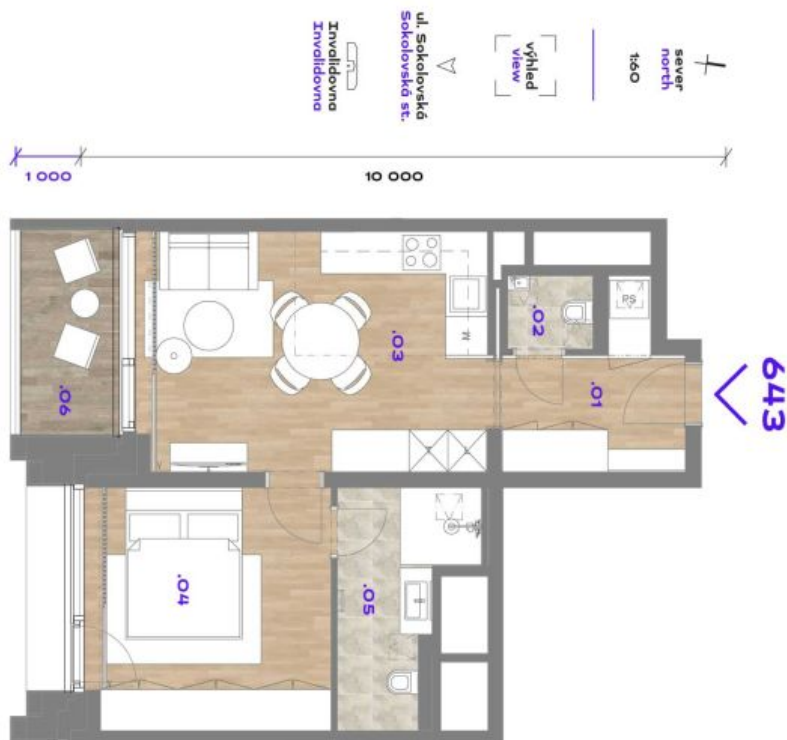 sever
north
1:60
výhled
view
ul. Sokolovská
Sokolovská st.
Invalidovna
Invalidovna
1 000
10 000
643
.01
.02
.03
.04
.05
.06
PS